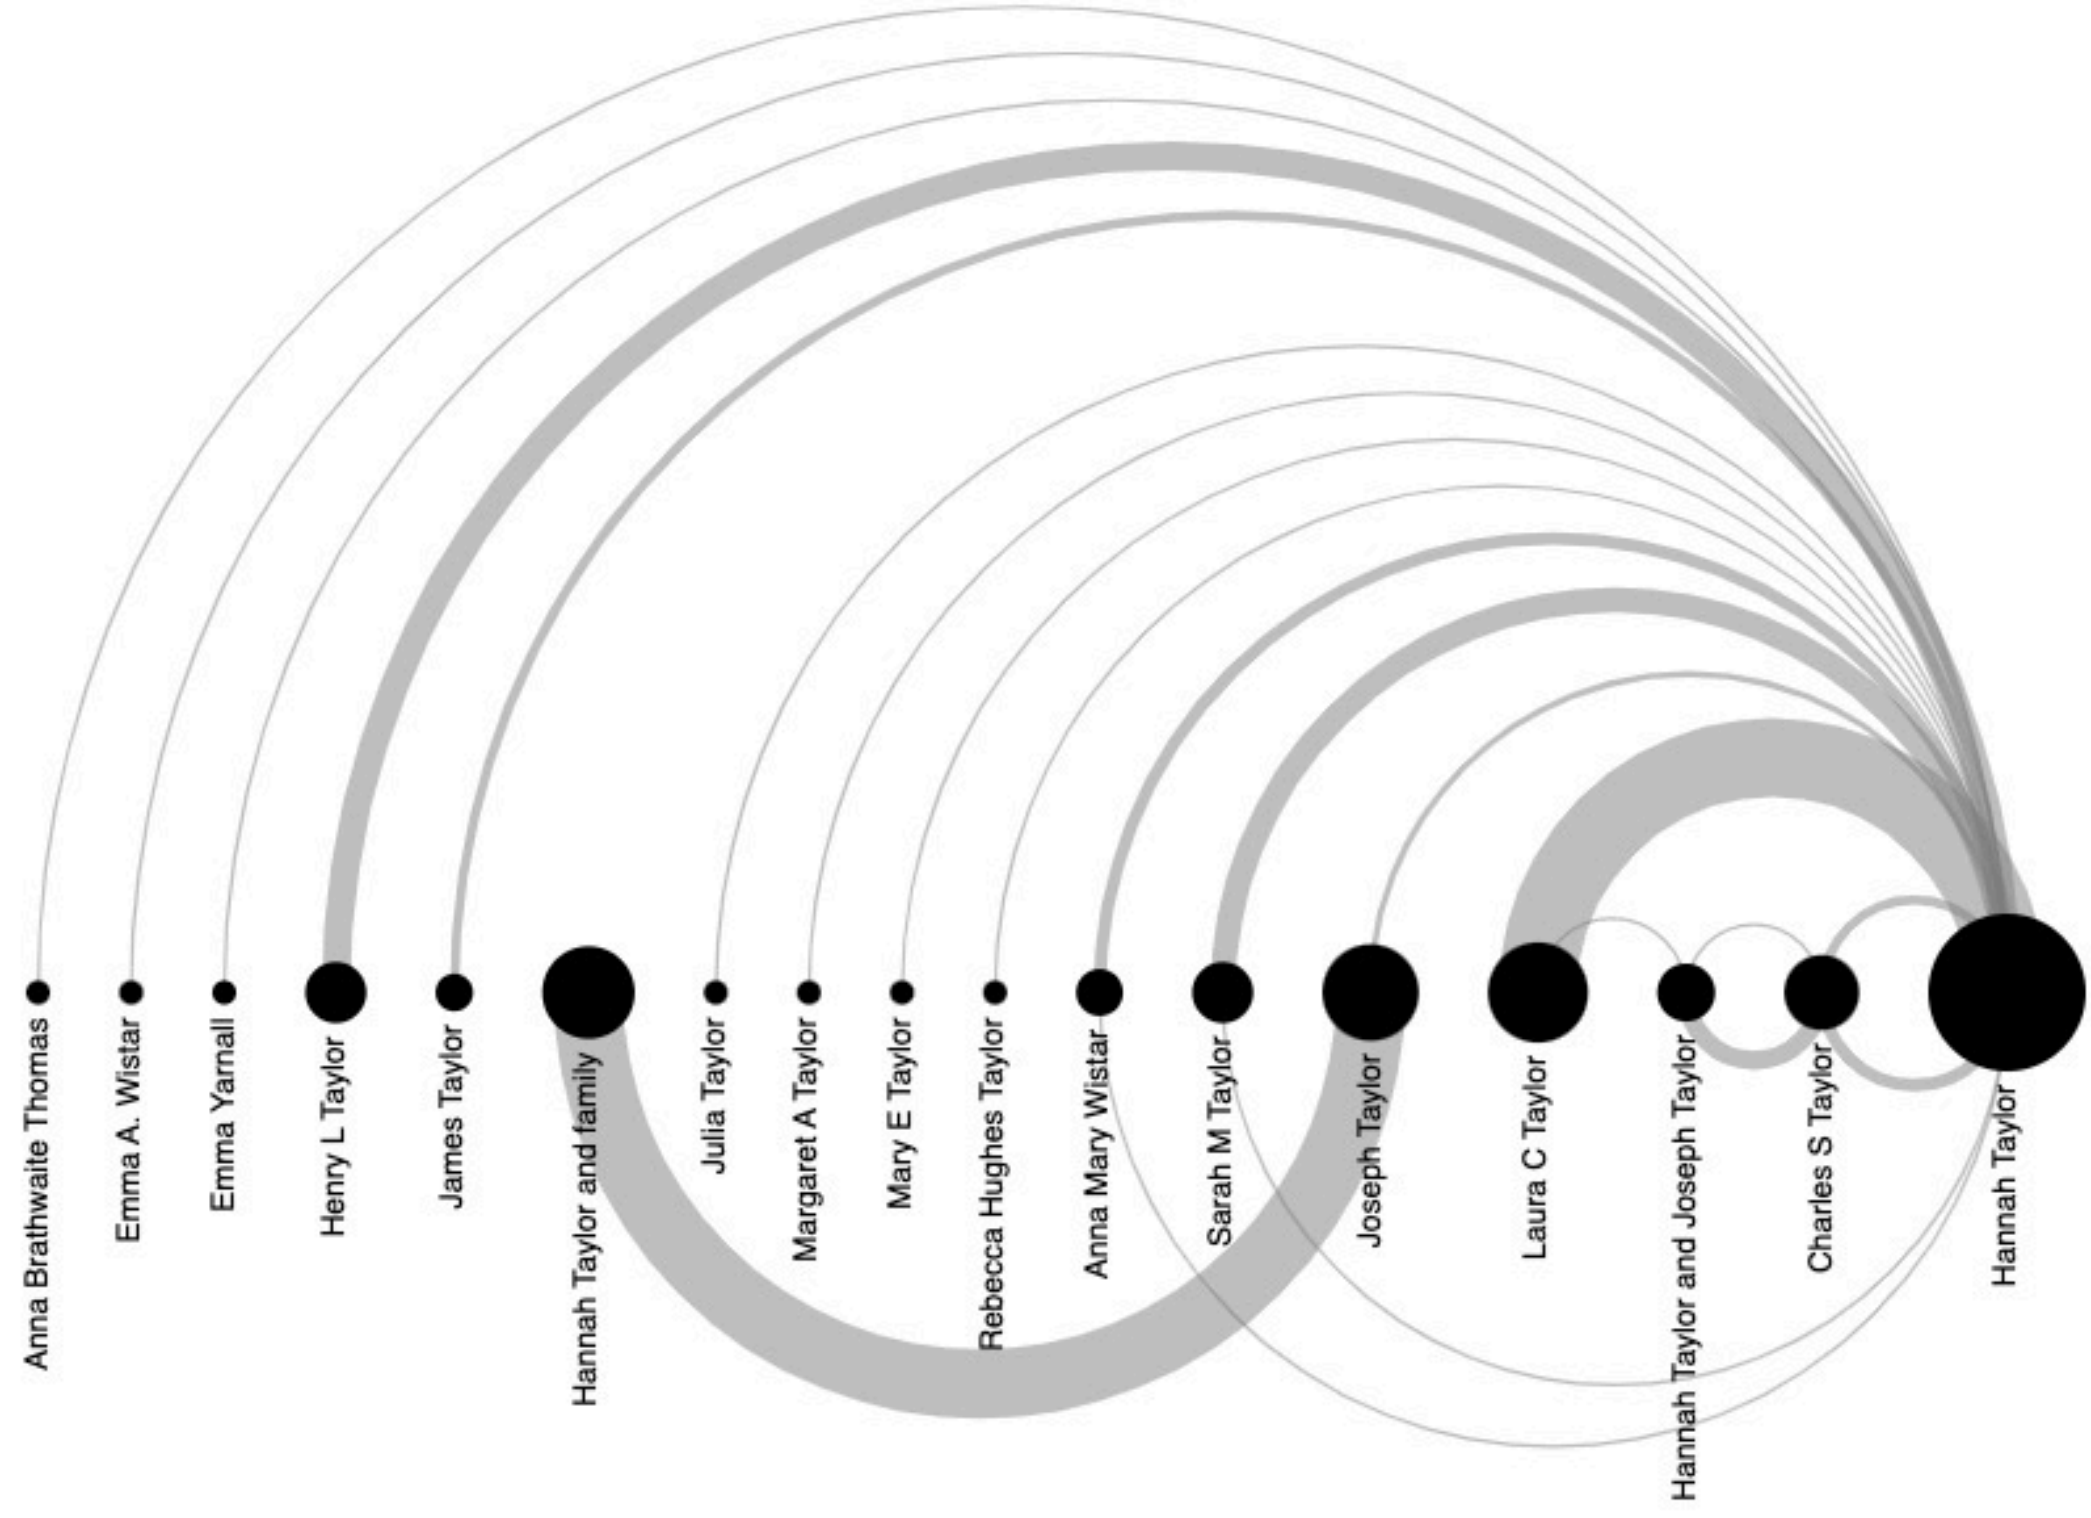 Anna Brathwaite Thomas
Emma A. Wistar
Emma Yarnall
Henry L Taylor
James Taylor
Hannah Taylor and family
Julia Taylor
Margaret A Taylor
Mary E Taylor
Rebecca Hughes Taylor
Anna Mary Wistar
Sarah M Taylor
Joseph Taylor
Laura C Taylor
Hannah Taylor and Joseph Taylor
Charles S Taylor
Hannah Taylor